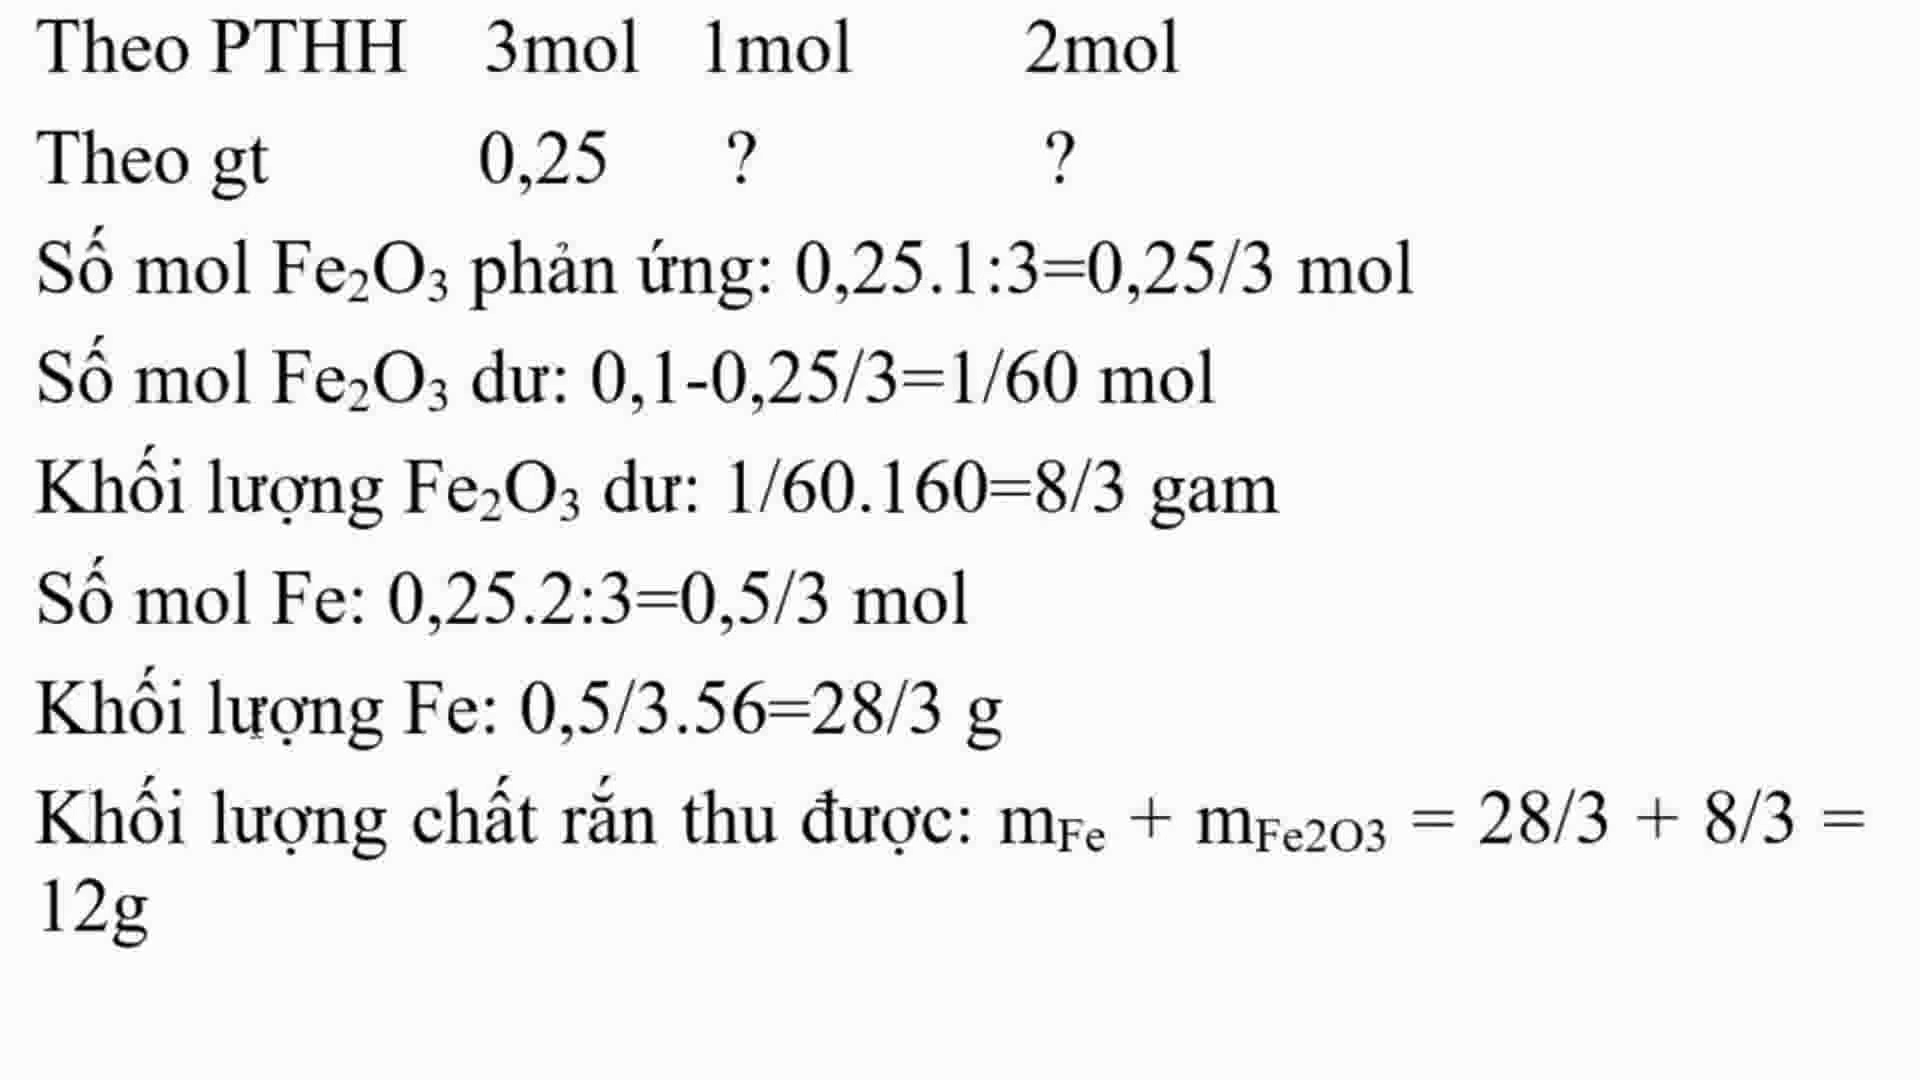 Theo PTHH 3mol 1mol 2mol
Theo gt 0,25 ? ?
Số mol Fe₂O₃ phản ứng: 0,25.1:3=0,25/3 mol
Số mol Fe₂O₃ dư: 0,1-0,25/3=1/60 mol
Khối lượng Fe₂O₃ dư: 1/60.160=8/3 gam
Số mol Fe: 0,25.2:3=0,5/3 mol
Khối lượng Fe: 0,5/3.56=28/3 g
Khối lượng chất rắn thu được: mFe + mFe2O3 = 28/3 + 8/3 =
12g